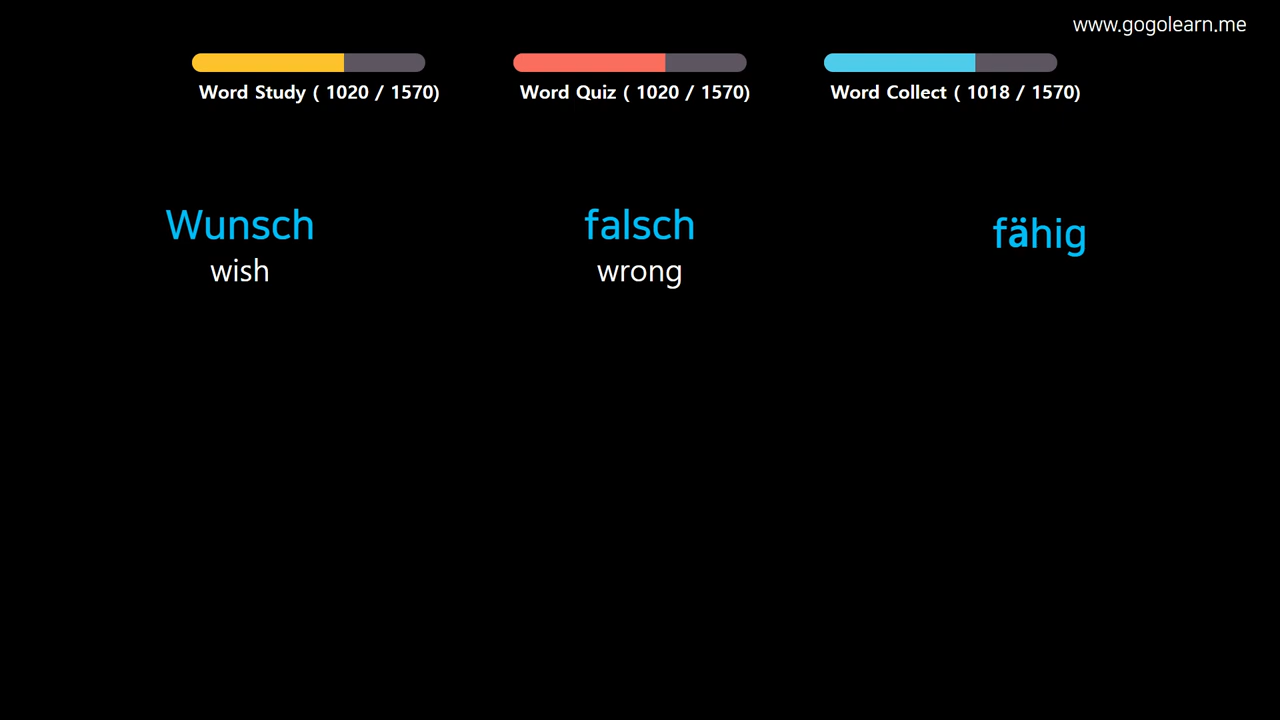 www.gogolearn.me
Word Study ( 1020 / 1570)
Word Quiz ( 1020 / 1570)
Word Collect ( 1018 / 1570)
Wunsch
wish
falsch
wrong
fähig